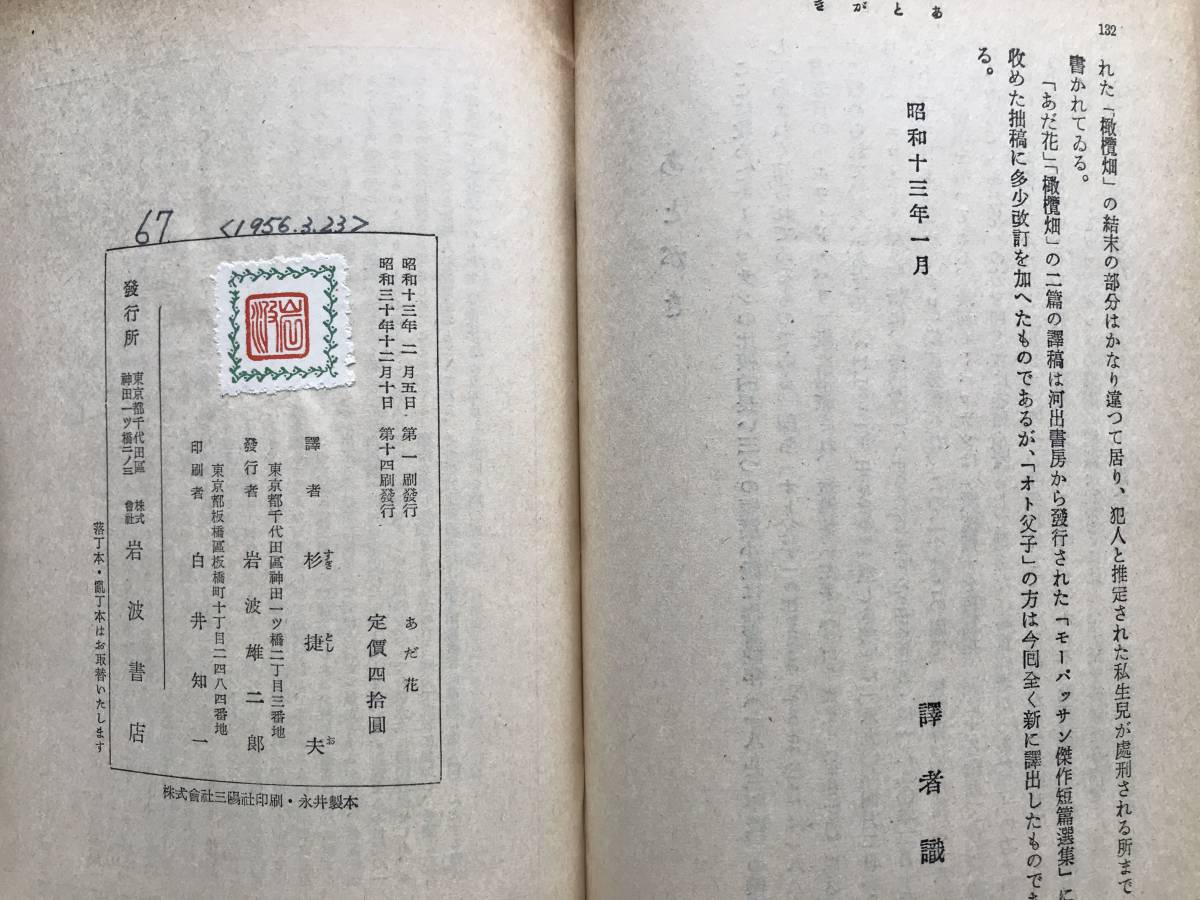 あとがき
132
れた「橄欖畑」の結末の部分はかなり違つて居り、犯人と推定された私生兒が處刑される所まで
書かれてゐる。
「あだ花」「橄欖畑」の二篇の譯稿は河出書房から發行された「モーパッサン傑作短篇選集」に
收めた拙稿に多少改訂を加へたものであるが、「オト父子」の方は今囘全く新に譯出したものであ
る。
昭和十三年一月
譯者識
67
<1956.3.23>
昭和十三年二月五日 第一刷發行
昭和三十年十二月十日 第十四刷發行
岩波
あだ花
定價四拾圓
譯者 杉捷夫
すぎ とし お
東京都千代田區神田一ツ橋二丁目三番地
發行者 岩波雄二郎
東京都板橋區板橋町十丁目二四八四番地
印刷者 白井知一
發行所 東京都千代田區神田一ツ橋二ノ三 株式會社 岩波書店
落丁本・亂丁本はお取替いたします
株式會社三陽社印刷・永井製本